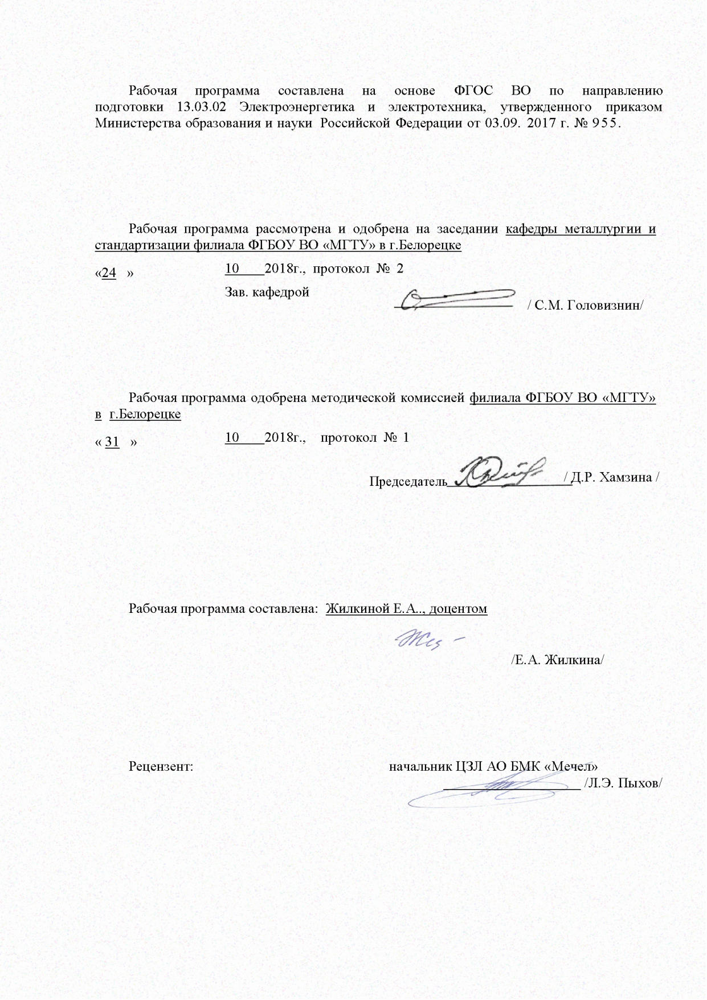 Рабочая программа составлена на основе ФГОС ВО по направлению
подготовки 13.03.02 Электроэнергетика и электротехника, утвержденного приказом
Министерства образования и науки Российской Федерации от 03.09. 2017 г. № 955.
Рабочая программа рассмотрена и одобрена на заседании кафедры металлургии и
стандартизации филиала ФГБОУ ВО «МГТУ» в г.Белорецке
«24 » 10 2018г., протокол № 2
Зав. кафедрой / С.М. Головизнин/
Рабочая программа одобрена методической комиссией филиала ФГБОУ ВО «МГТУ»
в г.Белорецке
« 31 » 10 2018г., протокол № 1
Председатель / Д.Р. Хамзина /
Рабочая программа составлена: Жилкиной Е.А.., доцентом
/Е.А. Жилкина/
Рецензент: начальник ЦЗЛ АО БМК «Мечел»
/Л.Э. Пыхов/